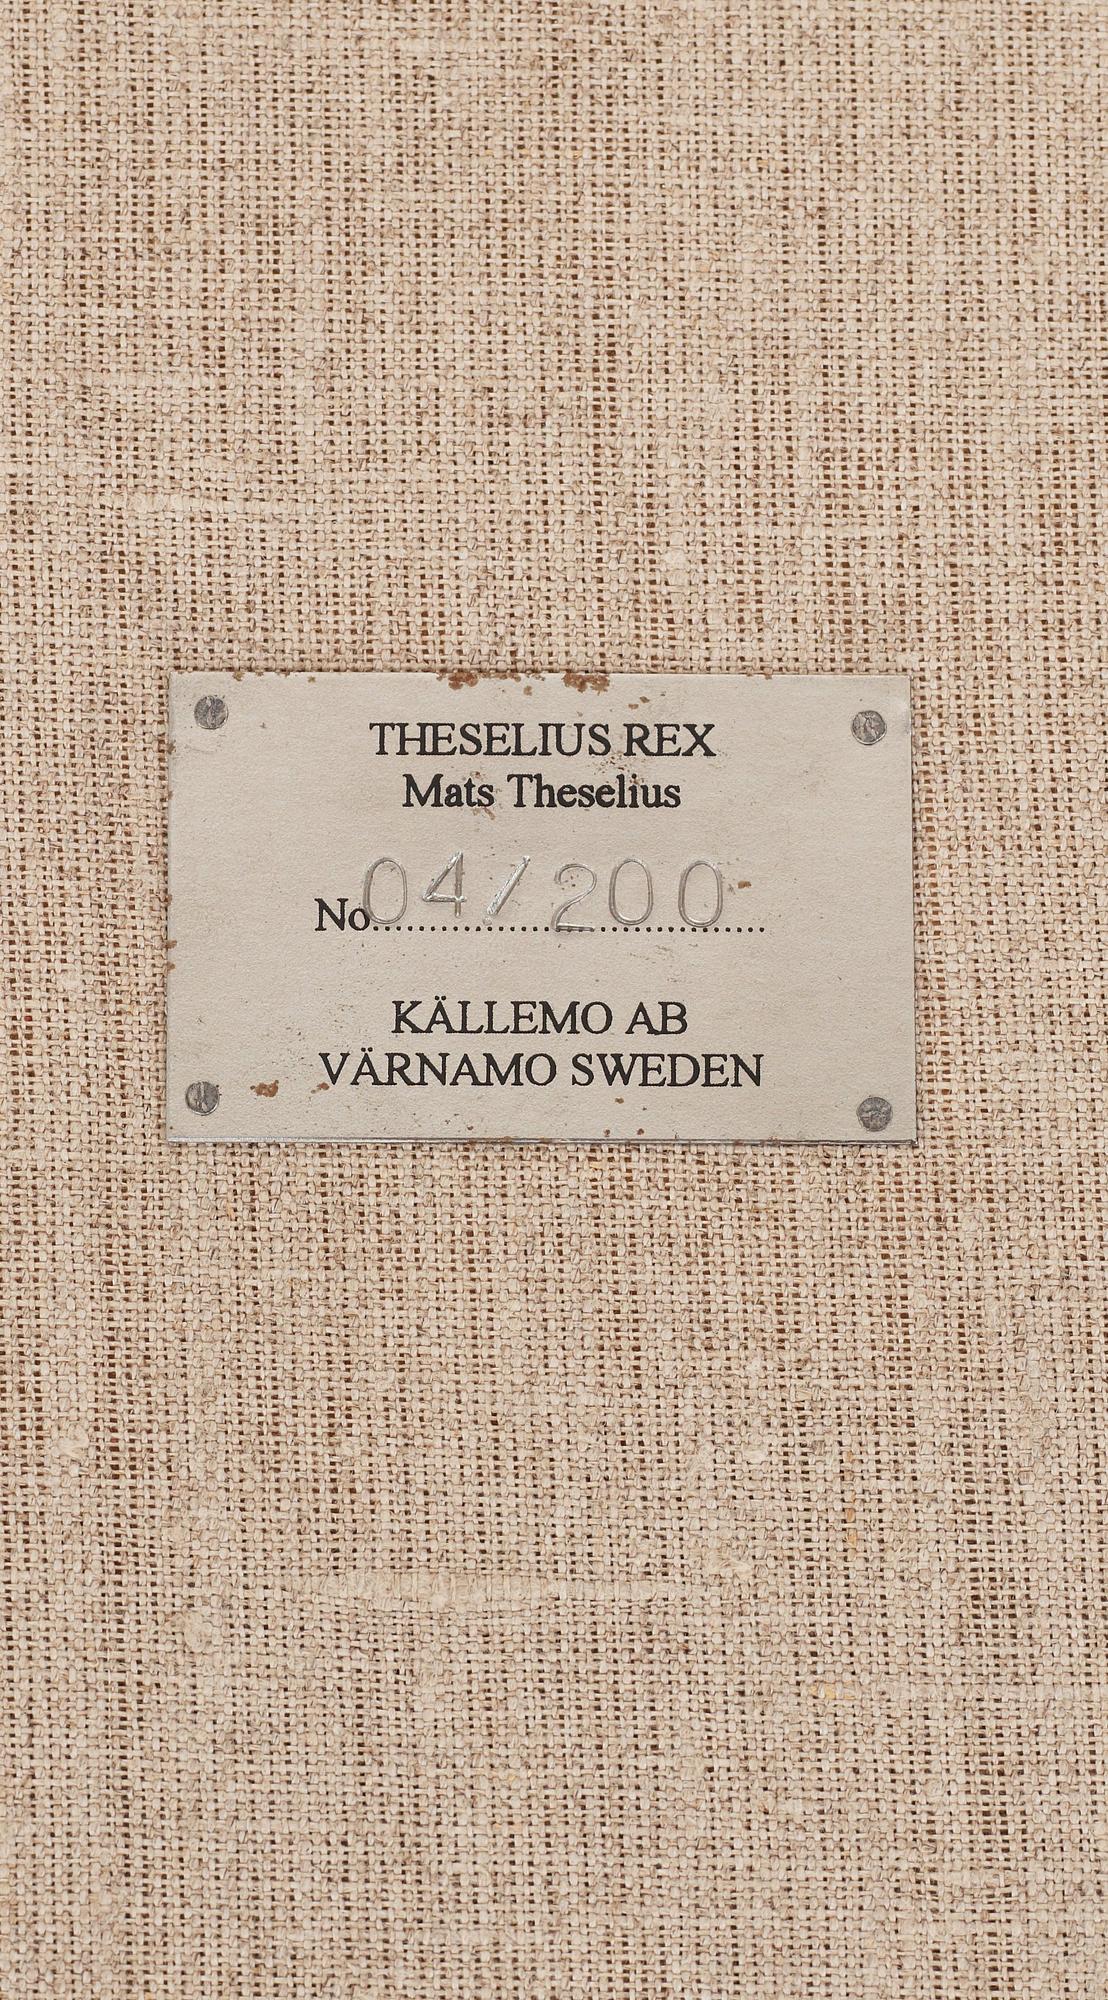 THESELIUS REX
Mats Theselius
No 04/200
KÄLLEMO AB
VÄRNAMO SWEDEN